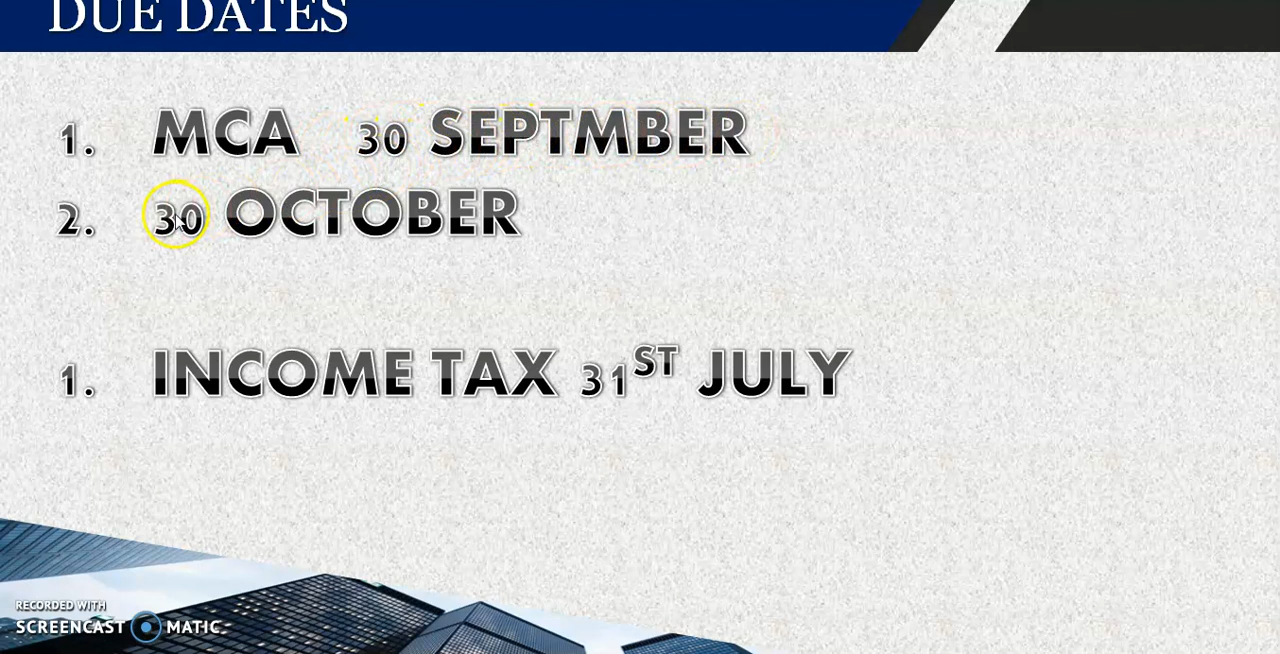 DUE DATES
1. MCA 30 SEPTMBER
2. 30 OCTOBER
1. INCOME TAX 31ST JULY
RECORDED WITH
SCREENCAST MATIC